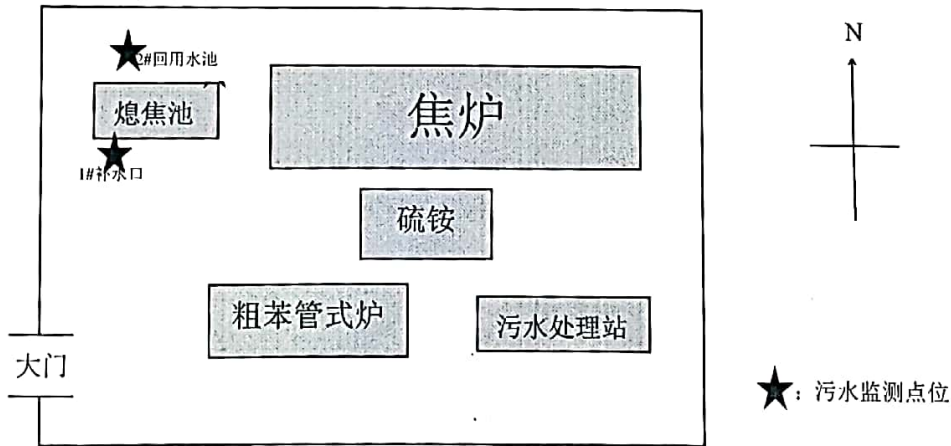 N
2#回用水池
熄焦池
焦炉
1#补水口
硫铵
粗苯管式炉
污水处理站
大门
：污水监测点位